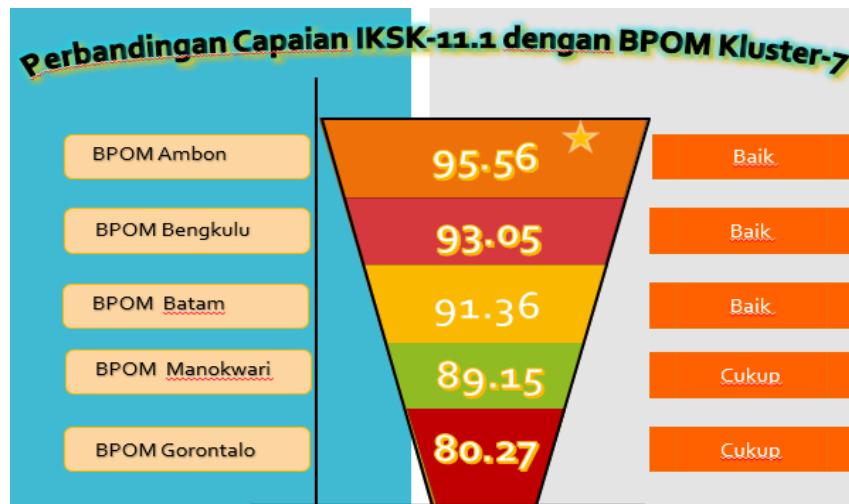 Perbandingan Capaian IKSK-11.1 dengan BPOM Kluster-7
BPOM Ambon 95.56 Baik
BPOM Bengkulu 93.05 Baik
BPOM Batam 91.36 Baik
BPOM Manokwari 89.15 Cukup
BPOM Gorontalo 80.27 Cukup